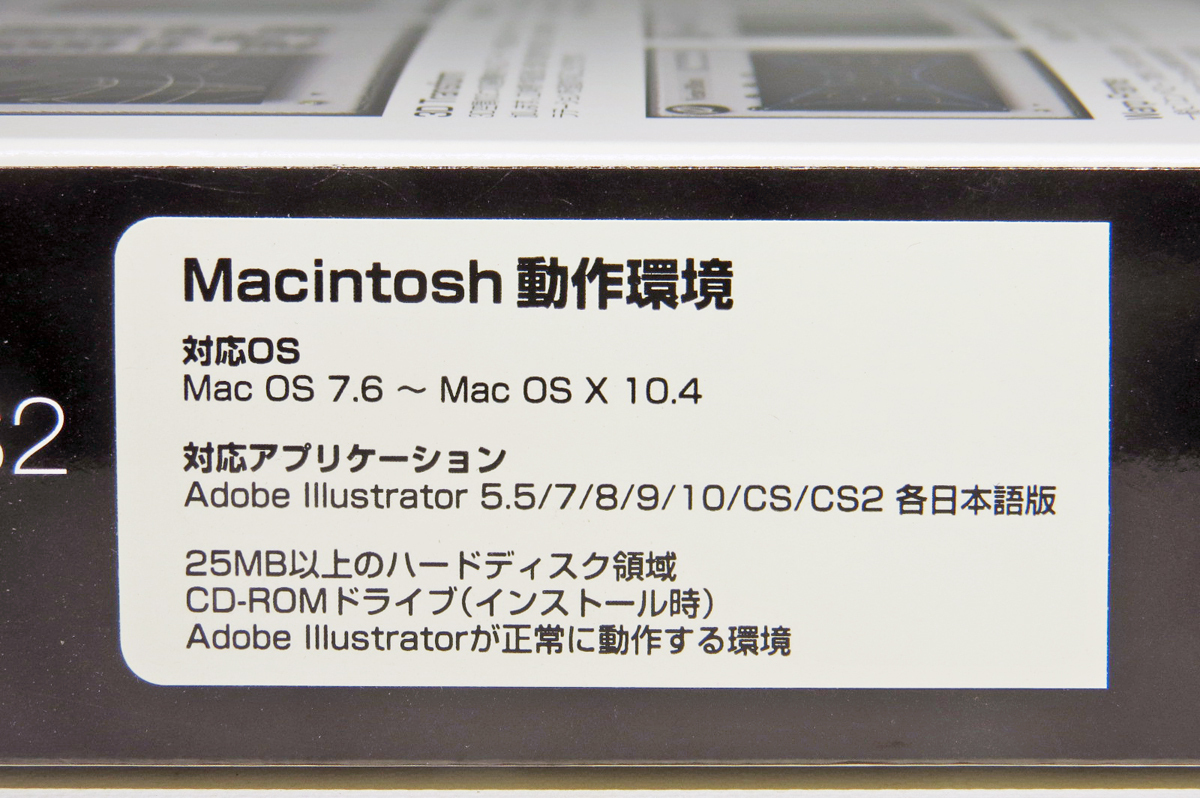 3D Transform
Macintosh 動作環境
対応OS
Mac OS 7.6 ～ Mac OS X 10.4
対応アプリケーション
Adobe Illustrator 5.5/7/8/9/10/CS/CS2 各日本語版
25MB以上のハードディスク領域
CD-ROMドライブ（インストール時）
Adobe Illustratorが正常に動作する環境